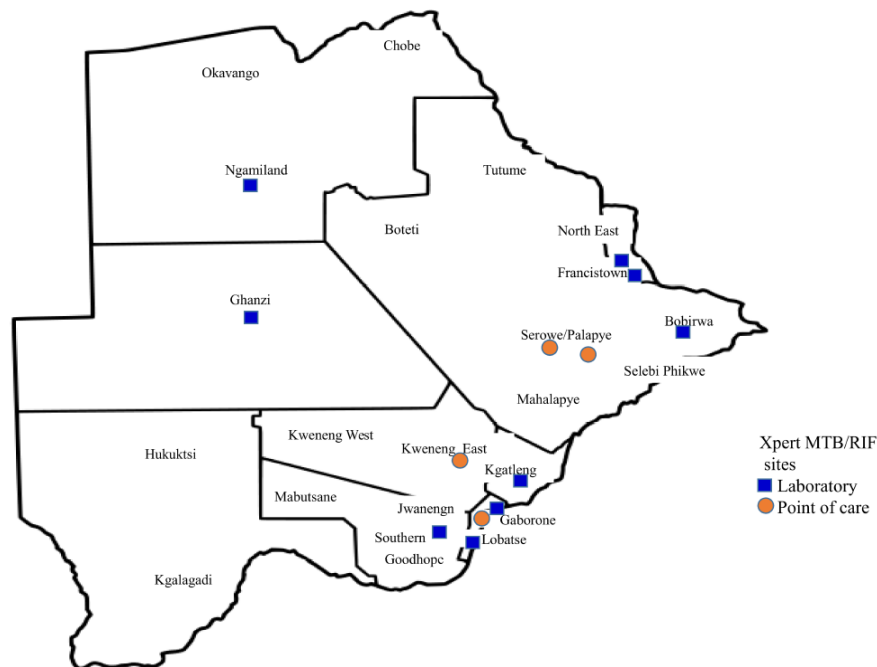 Chobe
Okavango
Ngamiland
Tutume
Boteti
North East
Francistown
Ghanzi
Bobirwa
Serowe/Palapye
Selebi Phikwe
Mahalapye
Kweneng West
Kweneng East
Hukuktsi
Kgatleng
Mabutsane
Jwanengn
Gaborone
Southern
Lobatse
Goodhopc
Kgalagadi
Xpert MTB/RIF
sites
Laboratory
Point of care